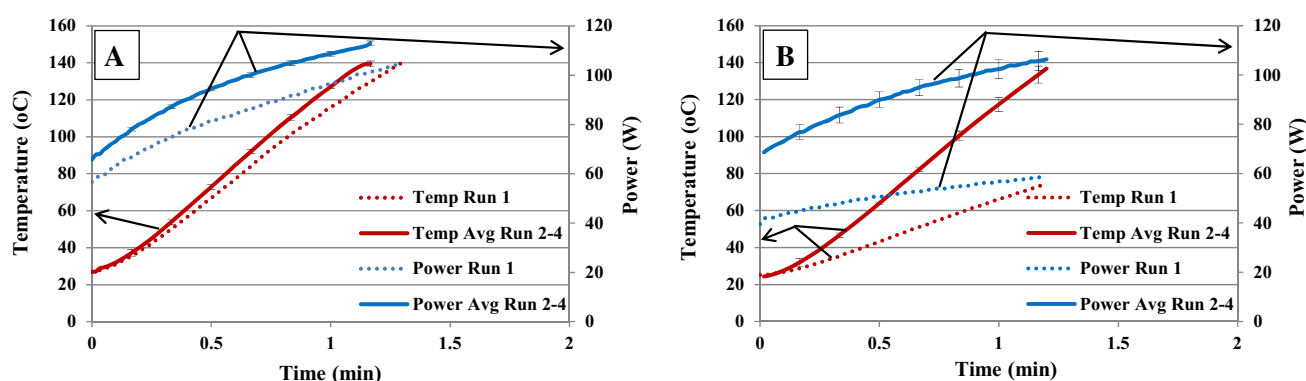 A
Temperature (oC)
160
140
120
100
80
60
40
20
0
0
0.5
1
1.5
2
Time (min)
120
100
80
60
40
20
0
Power (W)
Temp Run 1
Temp Avg Run 2-4
Power Run 1
Power Avg Run 2-4
B
Temperature (oC)
160
140
120
100
80
60
40
20
0
0
0.5
1
1.5
2
Time (min)
120
100
80
60
40
20
0
Power (W)
Temp Run 1
Temp Avg Run 2-4
Power Run 1
Power Avg Run 2-4